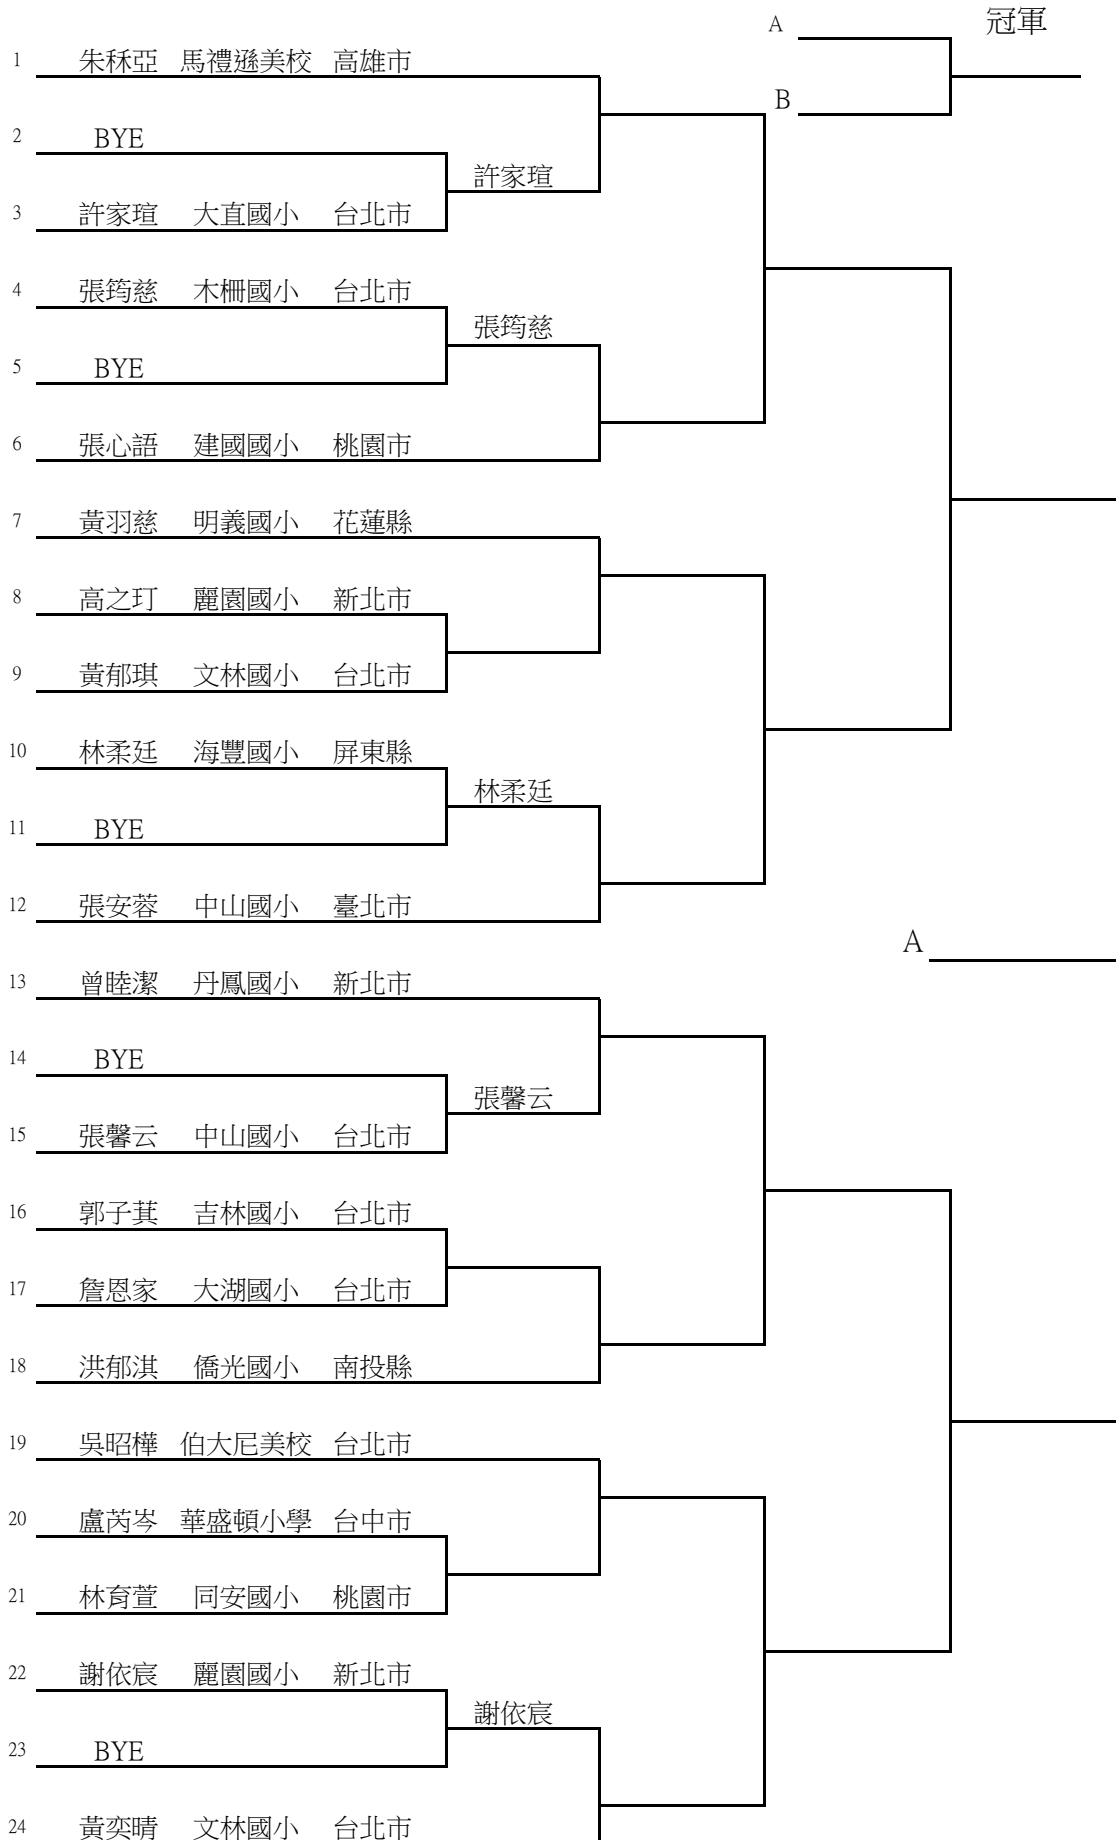 A 冠軍
1 朱秝亞 馬禮遜美校 高雄市
B
2 BYE
許家瑄
3 許家瑄 大直國小 台北市
4 張筠慈 木柵國小 台北市
張筠慈
5 BYE
6 張心語 建國國小 桃園市
7 黃羽慈 明義國小 花蓮縣
8 高之玎 麗園國小 新北市
9 黃郁琪 文林國小 台北市
10 林柔廷 海豐國小 屏東縣
林柔廷
11 BYE
12 張安蓉 中山國小 臺北市
A
13 曾睦潔 丹鳳國小 新北市
14 BYE
張馨云
15 張馨云 中山國小 台北市
16 郭子萁 吉林國小 台北市
17 詹恩家 大湖國小 台北市
18 洪郁淇 僑光國小 南投縣
19 吳昭樺 伯大尼美校 台北市
20 盧芮岑 華盛頓小學 台中市
21 林育萱 同安國小 桃園市
22 謝依宸 麗園國小 新北市
謝依宸
23 BYE
24 黃奕晴 文林國小 台北市